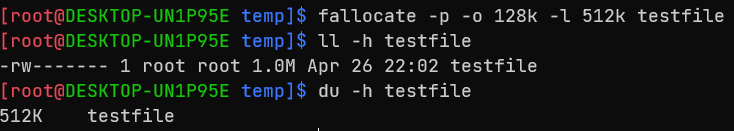 [root@DESKTOP-UN1P95E temp]$ fallocate -p -o 128k -l 512k testfile
[root@DESKTOP-UN1P95E temp]$ ll -h testfile
-rw------- 1 root root 1.0M Apr 26 22:02 testfile
[root@DESKTOP-UN1P95E temp]$ du -h testfile
512K    testfile